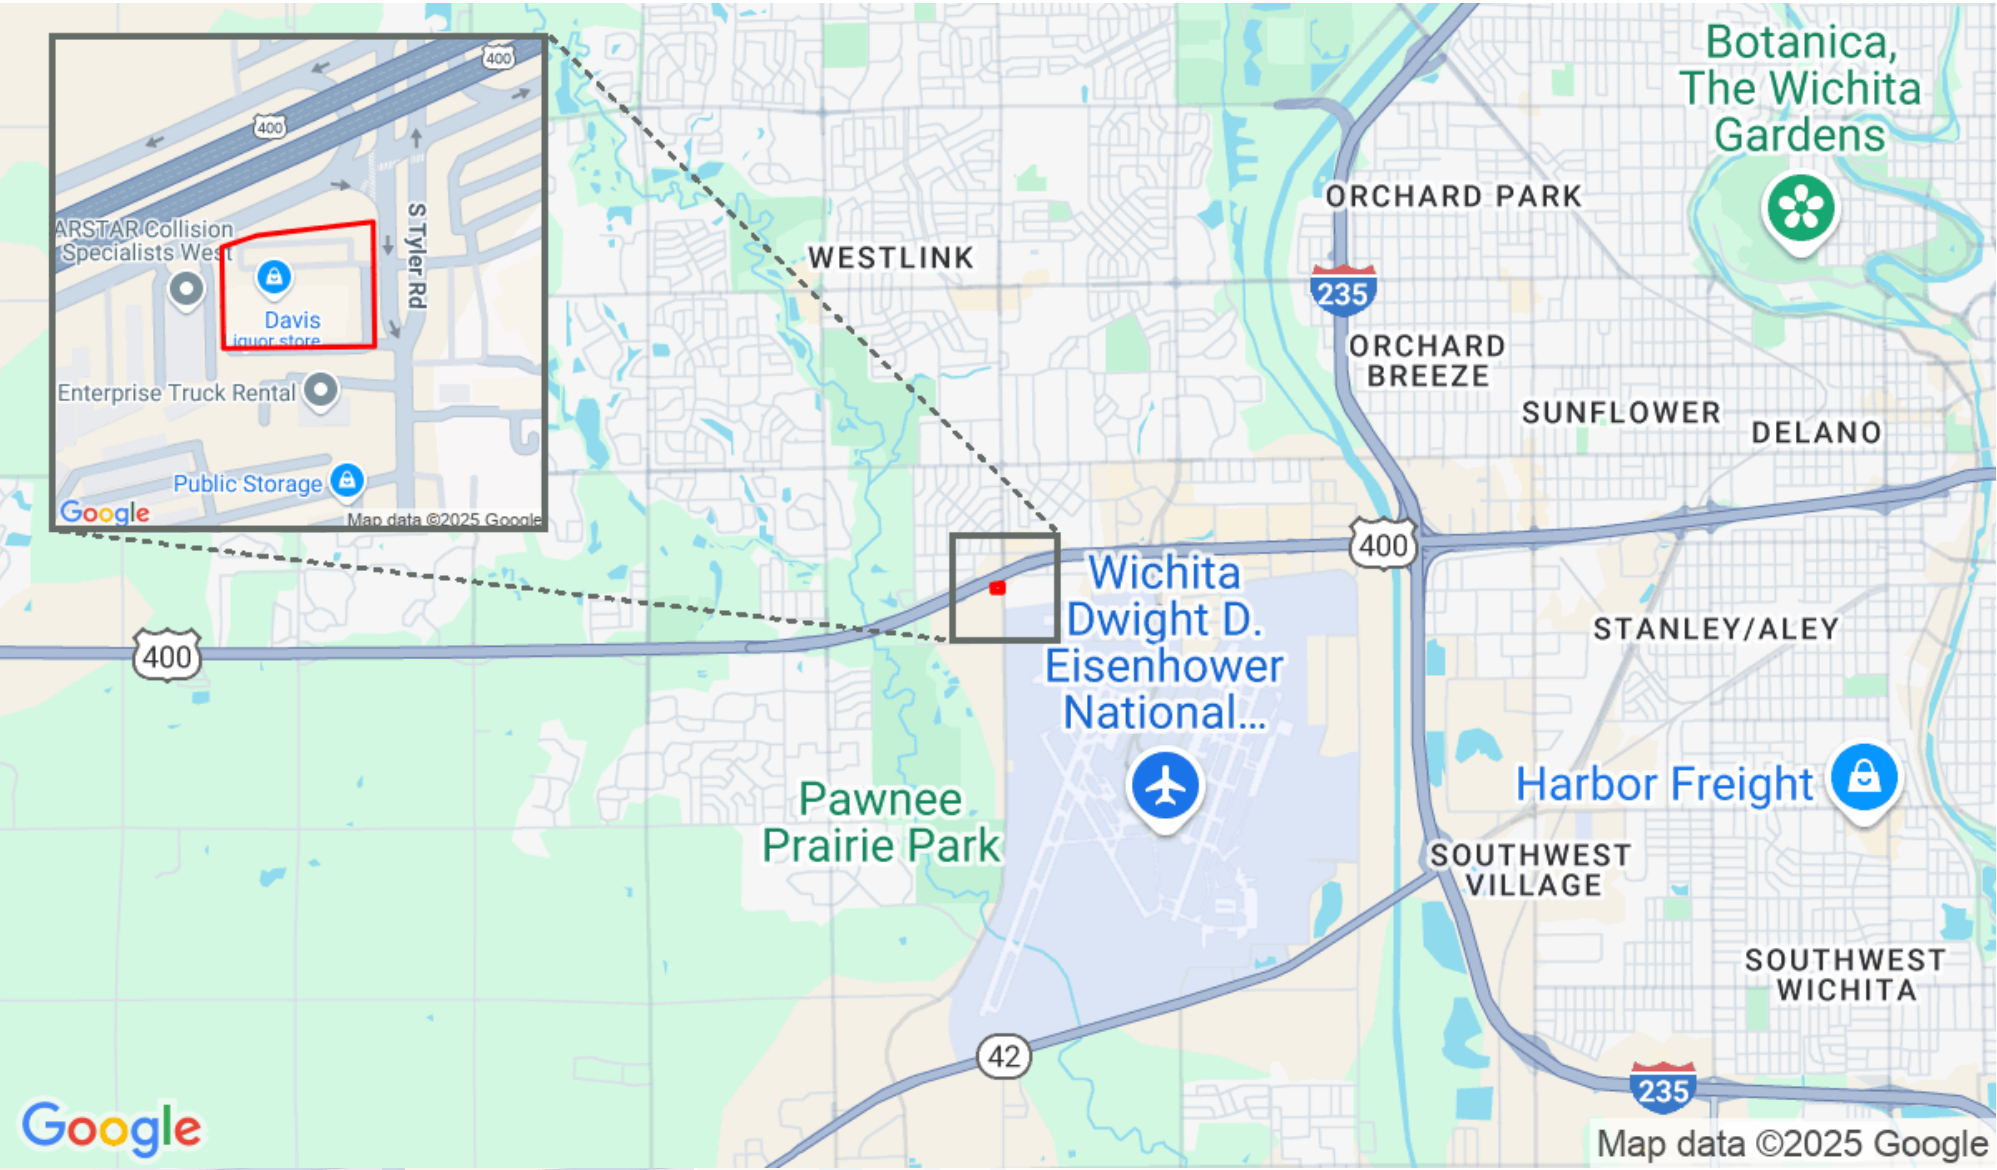 400
400
ARSTAR Collision
Specialists West
S Tyler Rd
Davis
iquor store
Enterprise Truck Rental
Public Storage
Google
Map data ©2025 Google
Botanica,
The Wichita
Gardens
ORCHARD PARK
WESTLINK
235
ORCHARD
BREEZE
SUNFLOWER
DELANO
400
Wichita
Dwight D.
Eisenhower
National...
STANLEY/ALEY
400
Pawnee
Prairie Park
Harbor Freight
SOUTHWEST
VILLAGE
SOUTHWEST
WICHITA
42
235
Google
Map data ©2025 Google